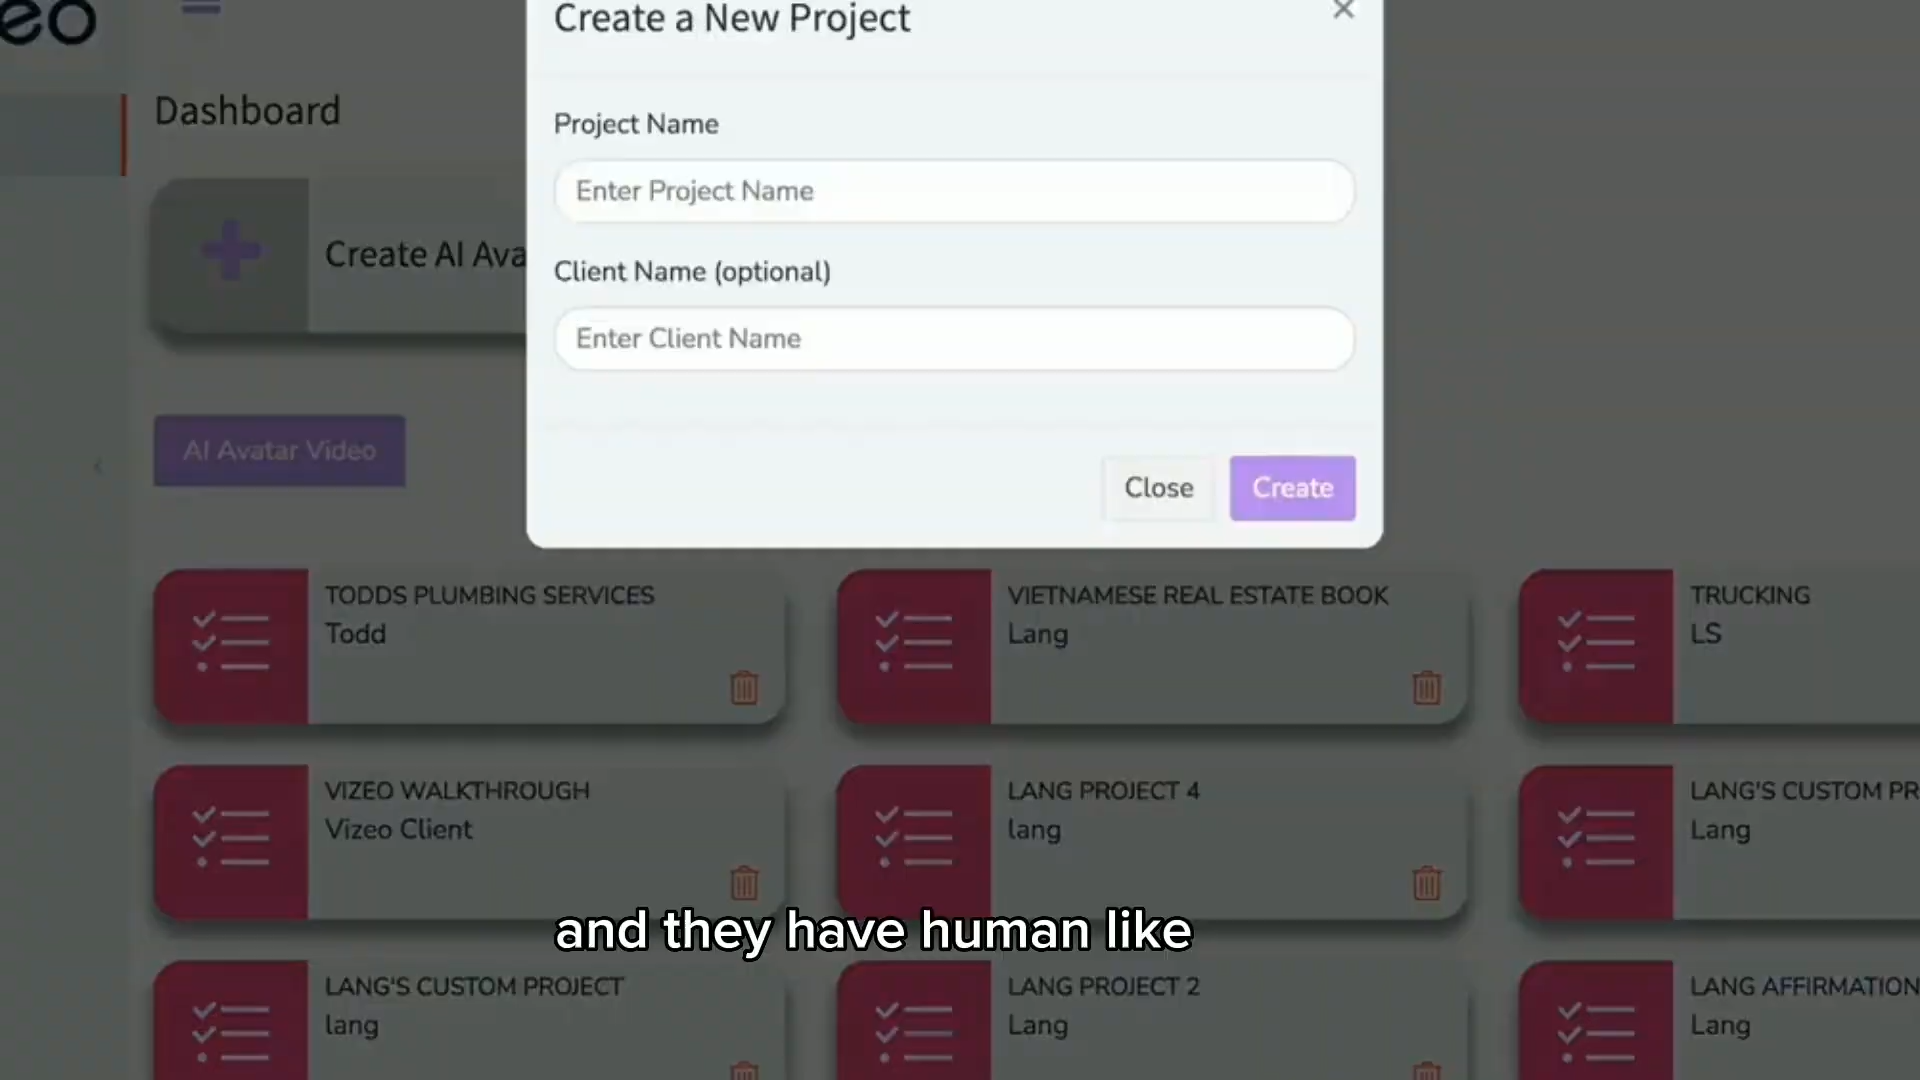 eo
Create a New Project
×
Dashboard
Project Name
Enter Project Name
Create AI Ava
Client Name (optional)
Enter Client Name
AI Avatar Video
Close
Create
TODDS PLUMBING SERVICES
Todd
VIETNAMESE REAL ESTATE BOOK
Lang
TRUCKING
LS
VIZEO WALKTHROUGH
Vizeo Client
LANG PROJECT 4
lang
LANG'S CUSTOM PR
Lang
and they have human like
LANG'S CUSTOM PROJECT
lang
LANG PROJECT 2
Lang
LANG AFFIRMATION
Lang